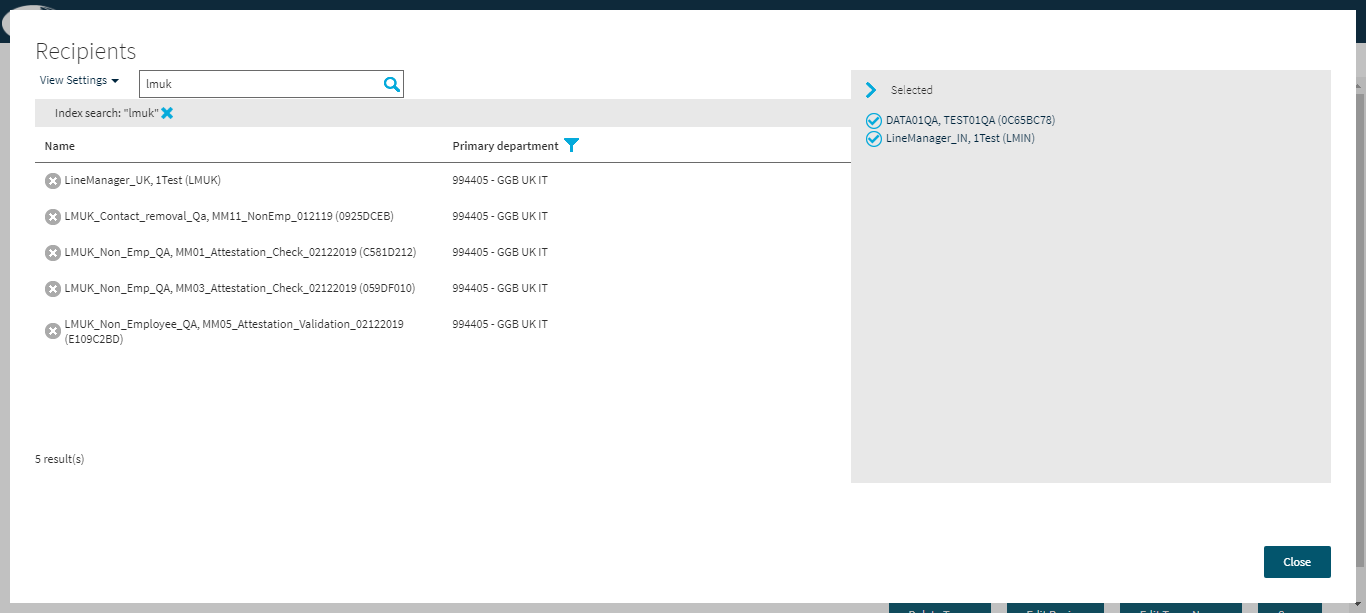 Recipients
View Settings
lmuk
Index search: "lmuk"
Name
Primary department
LineManager_UK, 1Test (LMUK)
994405 - GGB UK IT
LMUK_Contact_removal_Qa, MM11_NonEmp_012119 (0925DCEB)
994405 - GGB UK IT
LMUK_Non_Emp_QA, MM01_Attestation_Check_02122019 (C581D212)
994405 - GGB UK IT
LMUK_Non_Emp_QA, MM03_Attestation_Check_02122019 (059DF010)
994405 - GGB UK IT
LMUK_Non_Employee_QA, MM05_Attestation_Validation_02122019
(E109C2BD)
994405 - GGB UK IT
5 result(s)
Selected
DATA01QA, TEST01QA (0C65BC78)
LineManager_IN, 1Test (LMIN)
Close